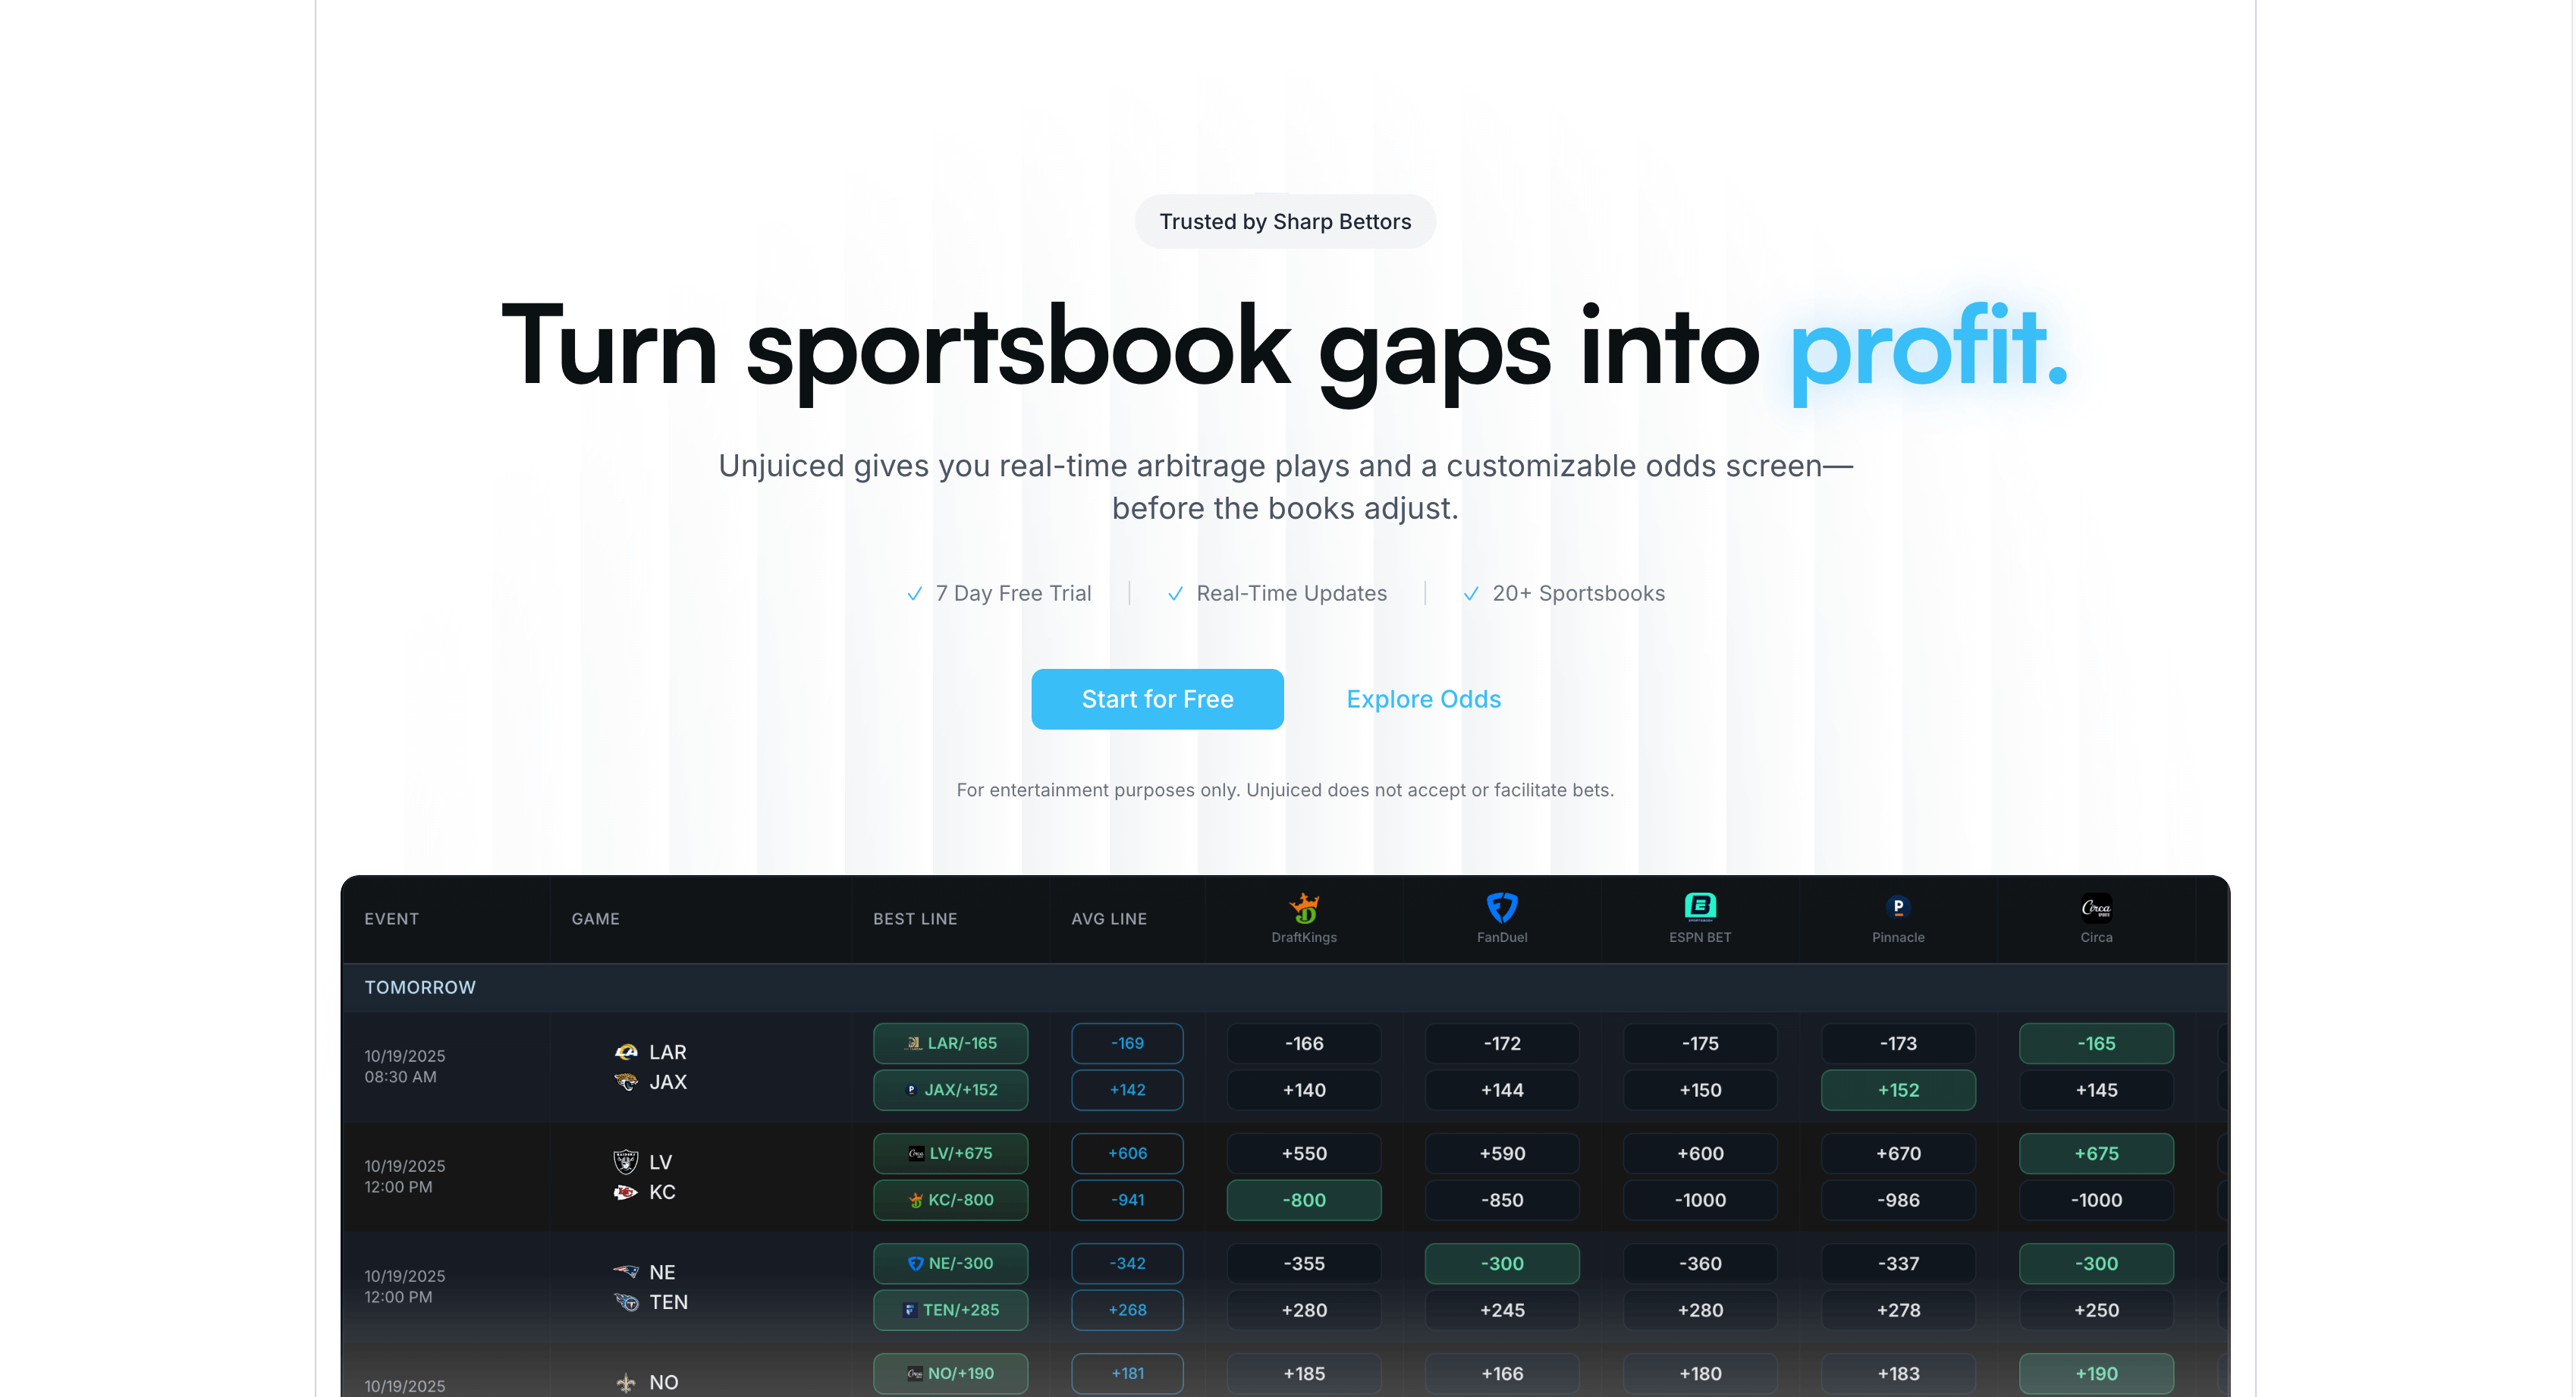 Trusted by Sharp Bettors
Turn sportsbook gaps into profit.
Unjuiced gives you real-time arbitrage plays and a customizable odds screen—
before the books adjust.
7 Day Free Trial
Real-Time Updates
20+ Sportsbooks
Start for Free
Explore Odds
For entertainment purposes only. Unjuiced does not accept or facilitate bets.
EVENT GAME BEST LINE AVG LINE DraftKings FanDuel ESPN BET Pinnacle Circa
TOMORROW
10/19/2025
08:30 AM
LAR LAR/-165 -169 -166 -172 -175 -173 -165
JAX JAX/+152 +142 +140 +144 +150 +152 +145
10/19/2025
12:00 PM
LV LV/+675 +606 +550 +590 +600 +670 +675
KC KC/-800 -941 -800 -850 -1000 -986 -1000
10/19/2025
12:00 PM
NE NE/-300 -342 -355 -300 -360 -337 -300
TEN TEN/+285 +268 +280 +245 +280 +278 +250
10/19/2025
NO NO/+190 +181 +185 +166 +180 +183 +190